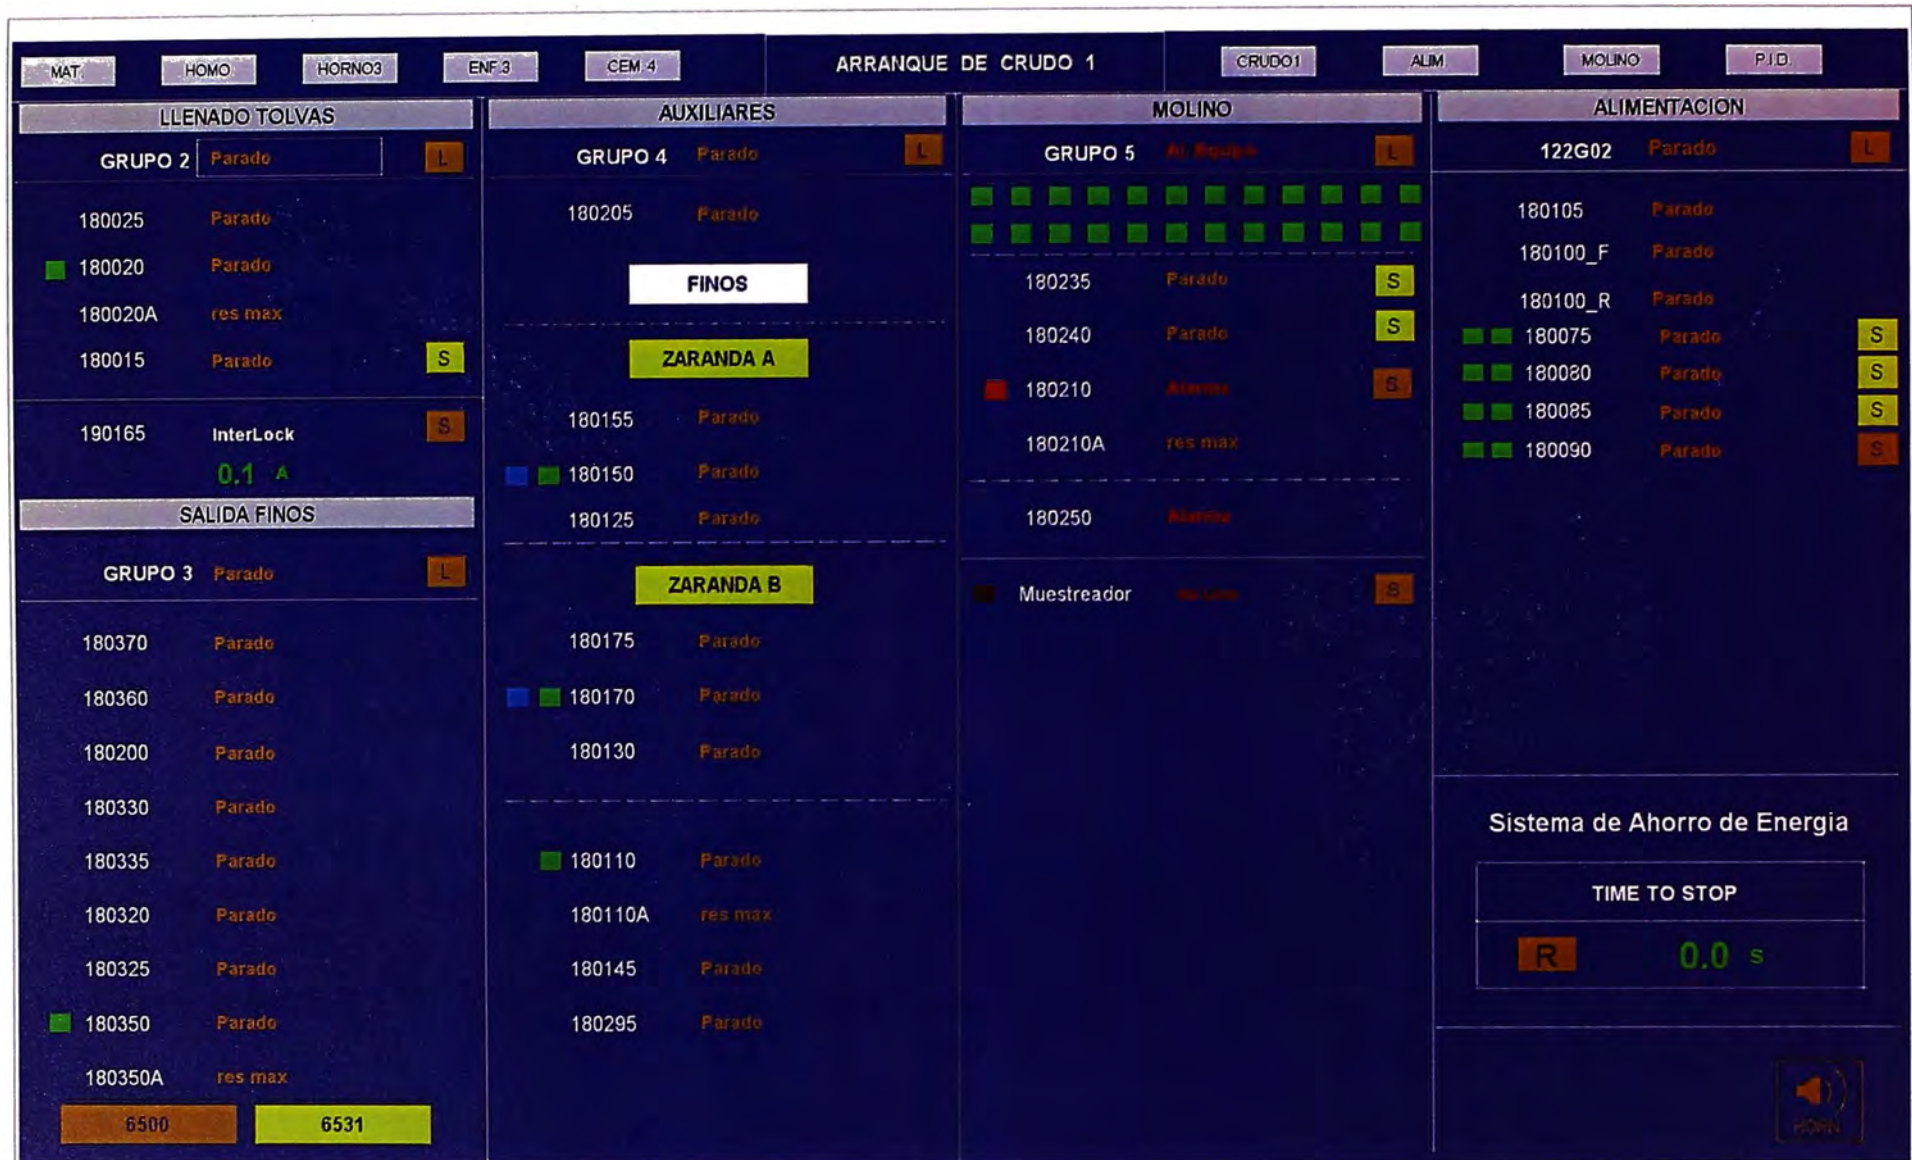 MAT.
HOMO
HORNO3
ENF.3
CEM.4
ARRANQUE DE CRUDO 1
CRUDO1
ALIM.
MOLINO
P.I.D.
LLENADO TOLVAS
GRUPO 2 Parado L
180025 Parado
180020 Parado
180020A res max
180015 Parado S
190165 InterLock S
0.1 A
SALIDA FINOS
GRUPO 3 Parado L
180370 Parado
180360 Parado
180200 Parado
180330 Parado
180335 Parado
180320 Parado
180325 Parado
180350 Parado
180350A res max
6500 6531
AUXILIARES
GRUPO 4 Parado L
180205 Parado
FINOS
ZARANDA A
180155 Parado
180150 Parado
180125 Parado
ZARANDA B
180175 Parado
180170 Parado
180130 Parado
180110 Parado
180110A res max
180145 Parado
180295 Parado
MOLINO
GRUPO 5 Al. Equipo L
180235 Parado S
180240 Parado S
180210 Alarma S
180210A res max
180250 Alarma
Muestreador S
ALIMENTACION
122G02 Parado L
180105 Parado
180100_F Parado
180100_R Parado
180075 Parado S
180080 Parado S
180085 Parado S
180090 Parado S
Sistema de Ahorro de Energia
TIME TO STOP
R 0.0 s
HORN